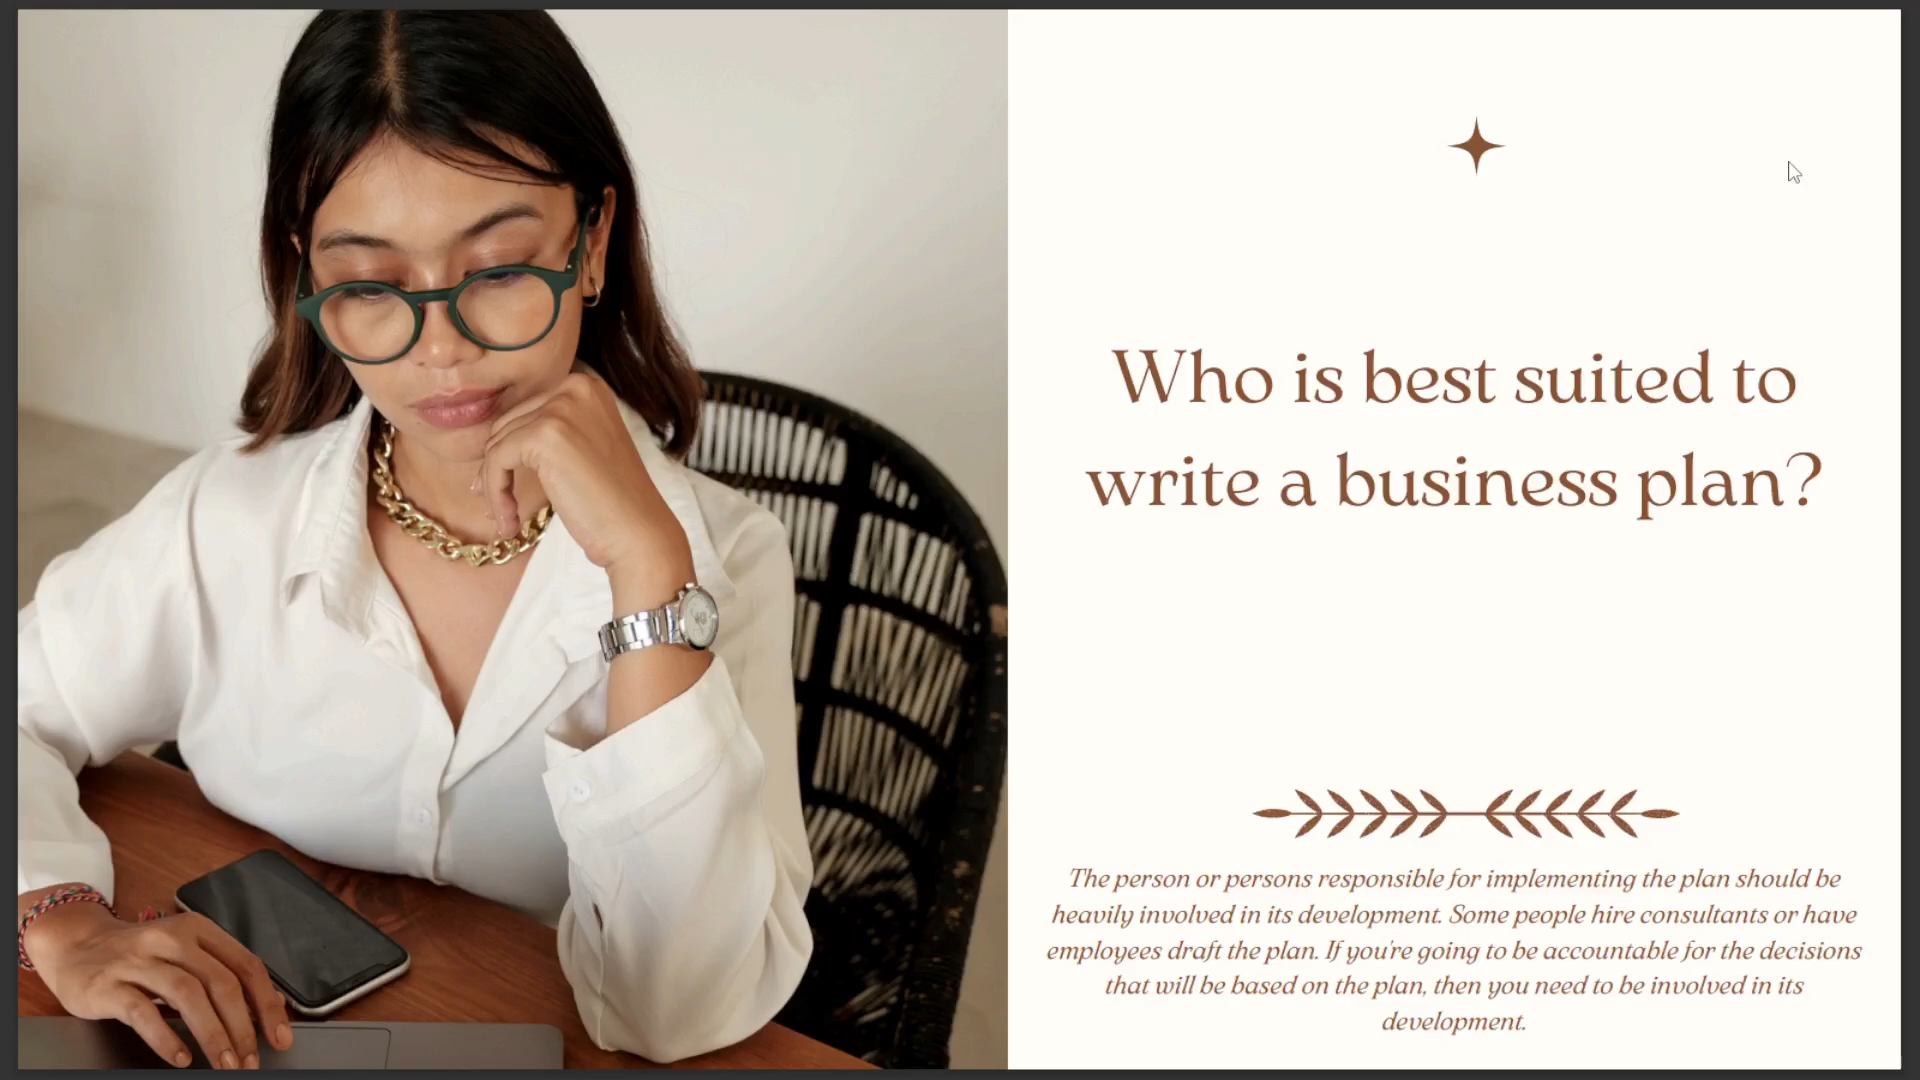 Who is best suited to
write a business plan?
The person or persons responsible for implementing the plan should be
heavily involved in its development. Some people hire consultants or have
employees draft the plan. If you're going to be accountable for the decisions
that will be based on the plan, then you need to be involved in its
development.